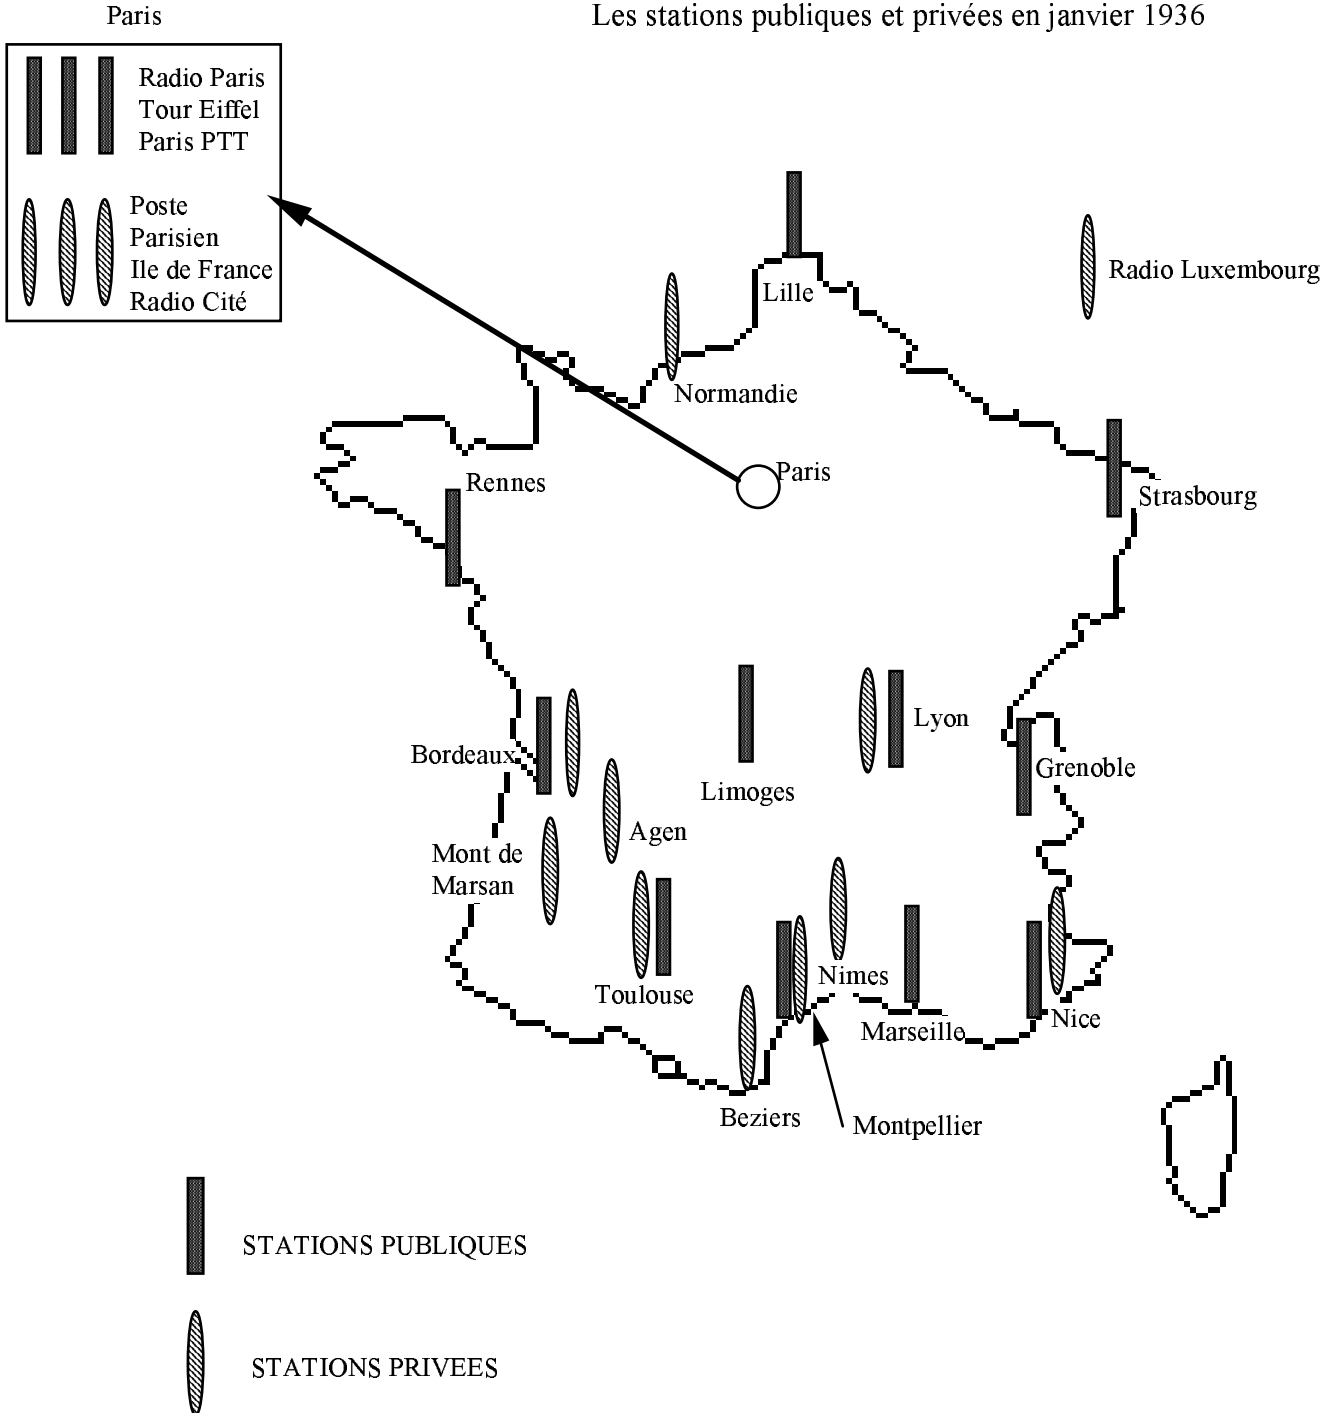 Paris
Les stations publiques et privées en janvier 1936
Radio Paris
Tour Eiffel
Paris PTT
Poste
Parisien
Ile de France
Radio Cité
Radio Luxembourg
Lille
Normandie
Paris
Rennes
Strasbourg
Lyon
Bordeaux
Grenoble
Limoges
Agen
Mont de
Marsan
Nimes
Toulouse
Nice
Marseille
Beziers
Montpellier
STATIONS PUBLIQUES
STATIONS PRIVEES